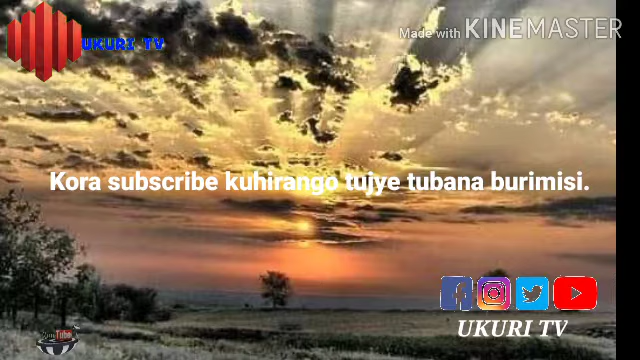 UKURI TV
Made with KINEMASTER
Kora subscribe kuhirango tujye tubana burimisi.
UKURI TV